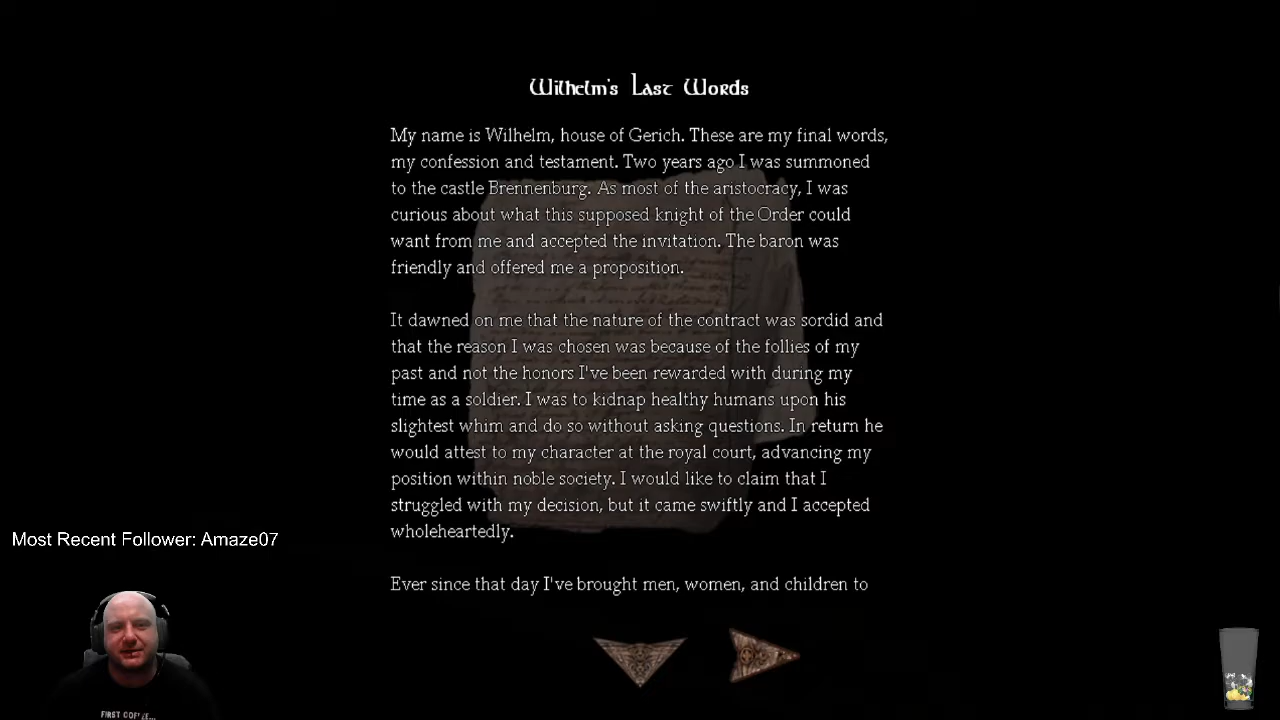 Wilhelm's Last Words
My name is Wilhelm, house of Gerich. These are my final words,
my confession and testament. Two years ago I was summoned
to the castle Brennenburg. As most of the aristocracy, I was
curious about what this supposed knight of the Order could
want from me and accepted the invitation. The baron was
friendly and offered me a proposition.
It dawned on me that the nature of the contract was sordid and
that the reason I was chosen was because of the follies of my
past and not the honors I've been rewarded with during my
time as a soldier. I was to kidnap healthy humans upon his
slightest whim and do so without asking questions. In return he
would attest to my character at the royal court, advancing my
position within noble society. I would like to claim that I
struggled with my decision, but it came swiftly and I accepted
wholeheartedly.
Ever since that day I've brought men, women, and children to
Most Recent Follower: Amaze07
FIRST COFFEE...